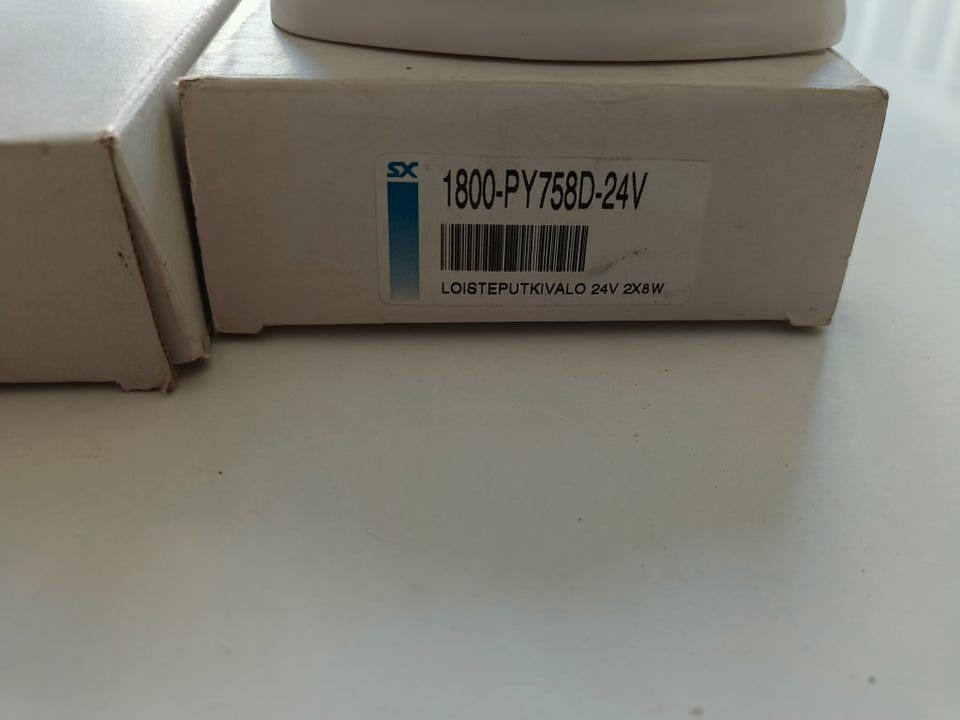 SX
1800-PY758D-24V
LOISTEPUTKIVALO 24V 2X8W